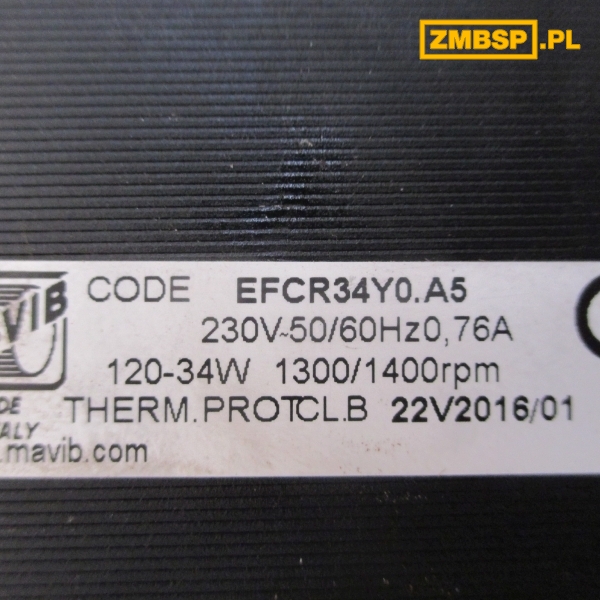 ZMBSP.PL
CODE EFCR34Y0.A5
230V~50/60Hz0,76A
120-34W 1300/1400rpm
THERM.PROTCL.B 22V2016/01
.mavib.com